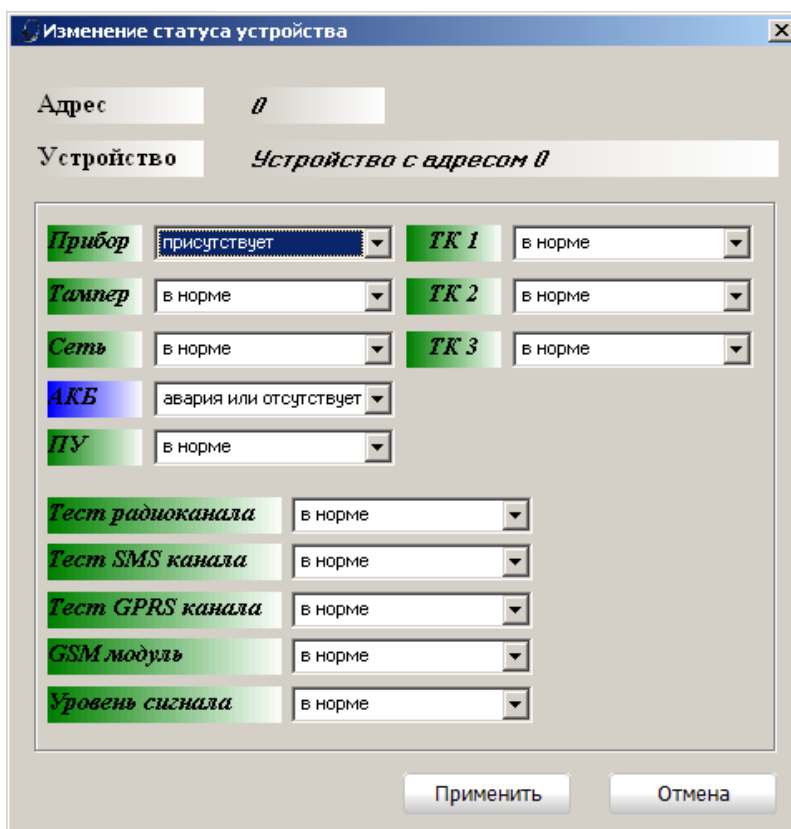 Изменение статуса устройства
Адрес 0
Устройство Устройство с адресом 0
Прибор присутствует ТК 1 в норме
Тампер в норме ТК 2 в норме
Сеть в норме ТК 3 в норме
АКБ авария или отсутствует
ПУ в норме
Тест радиоканала в норме
Тест SMS канала в норме
Тест GPRS канала в норме
GSM модуль в норме
Уровень сигнала в норме
Применить Отмена